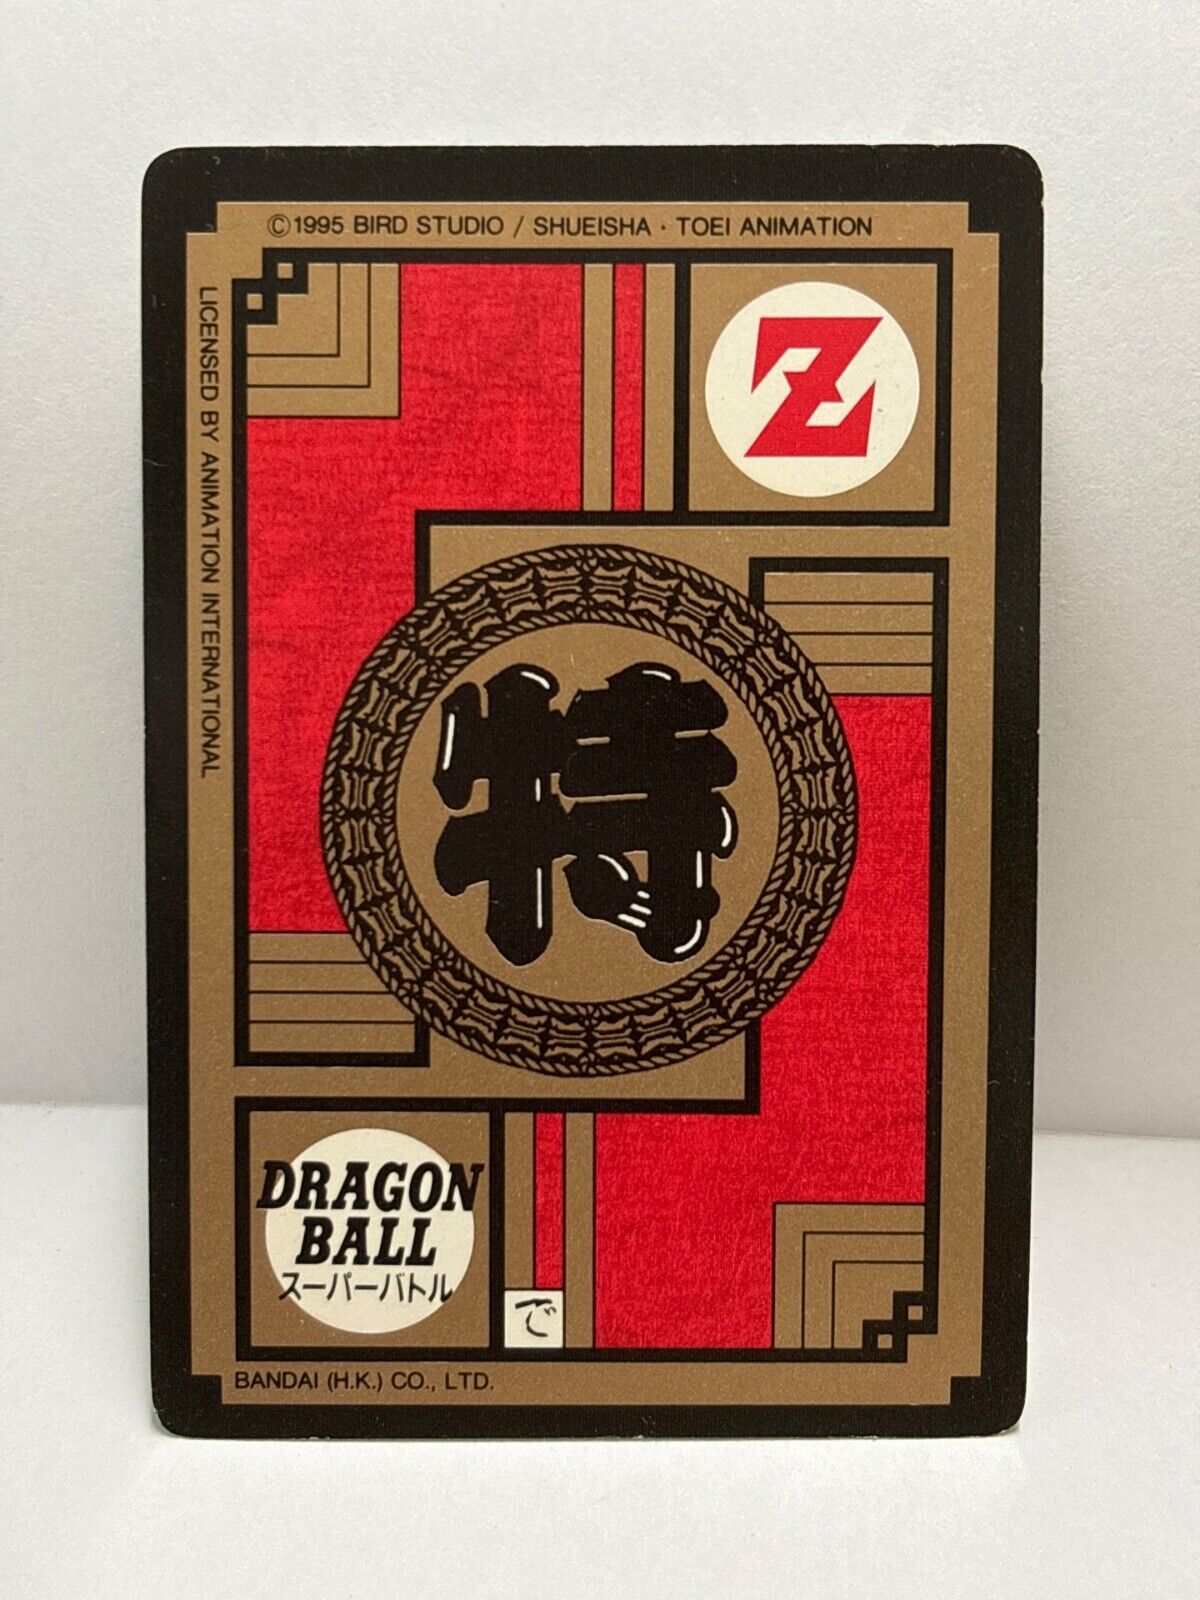 ©1995 BIRD STUDIO / SHUEISHA · TOEI ANIMATION
LICENSED BY ANIMATION INTERNATIONAL
Z
将
DRAGON
BALL
スーパーバトル
で
BANDAI (H.K.) CO., LTD.